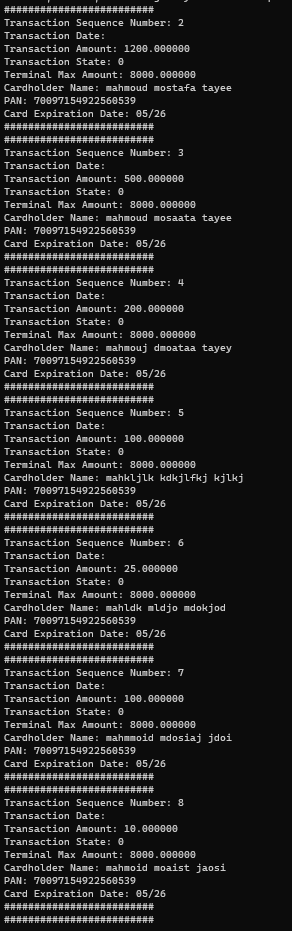 #########################
Transaction Sequence Number: 2
Transaction Date:
Transaction Amount: 1200.000000
Transaction State: 0
Terminal Max Amount: 8000.000000
Cardholder Name: mahmoud mostafa tayee
PAN: 70097154922560539
Card Expiration Date: 05/26
#########################
#########################
Transaction Sequence Number: 3
Transaction Date:
Transaction Amount: 500.000000
Transaction State: 0
Terminal Max Amount: 8000.000000
Cardholder Name: mahmoud mosaata tayee
PAN: 70097154922560539
Card Expiration Date: 05/26
#########################
#########################
Transaction Sequence Number: 4
Transaction Date:
Transaction Amount: 200.000000
Transaction State: 0
Terminal Max Amount: 8000.000000
Cardholder Name: mahmouj dmoataa tayey
PAN: 70097154922560539
Card Expiration Date: 05/26
#########################
#########################
Transaction Sequence Number: 5
Transaction Date:
Transaction Amount: 100.000000
Transaction State: 0
Terminal Max Amount: 8000.000000
Cardholder Name: mahkljlk kdkjlfkj kjlkj
PAN: 70097154922560539
Card Expiration Date: 05/26
#########################
#########################
Transaction Sequence Number: 6
Transaction Date:
Transaction Amount: 25.000000
Transaction State: 0
Terminal Max Amount: 8000.000000
Cardholder Name: mahldk mldjo mdokjod
PAN: 70097154922560539
Card Expiration Date: 05/26
#########################
#########################
Transaction Sequence Number: 7
Transaction Date:
Transaction Amount: 100.000000
Transaction State: 0
Terminal Max Amount: 8000.000000
Cardholder Name: mahmmoid mdosiaj jdoi
PAN: 70097154922560539
Card Expiration Date: 05/26
#########################
#########################
Transaction Sequence Number: 8
Transaction Date:
Transaction Amount: 10.000000
Transaction State: 0
Terminal Max Amount: 8000.000000
Cardholder Name: mahmoid moaist jaosi
PAN: 70097154922560539
Card Expiration Date: 05/26
#########################
#########################